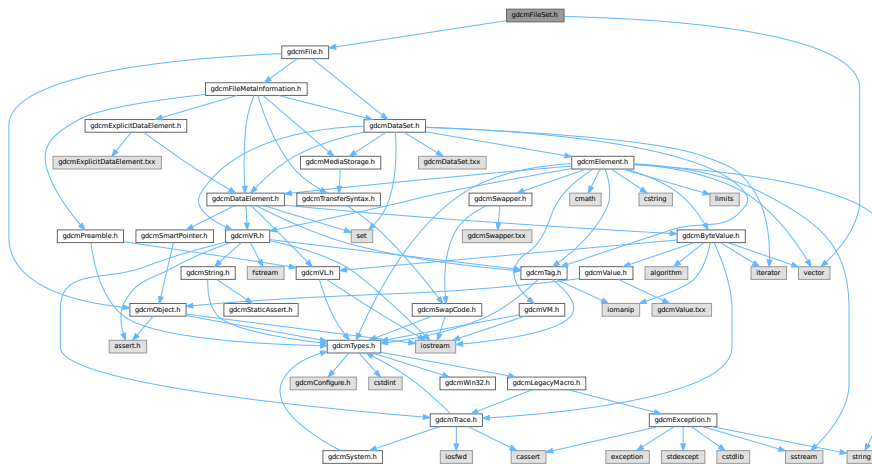 gdcmFileSet.h
gdcmFile.h
gdcmFileMetaInformation.h
gdcmExplicitDataElement.h
gdcmDataSet.h
gdcmExplicitDataElement.txx
gdcmMediaStorage.h
gdcmDataSet.txx
gdcmElement.h
gdcmDataElement.h
gdcmTransferSyntax.h
gdcmSwapper.h
cmath
cstring
limits
gdcmPreamble.h
gdcmSmartPointer.h
gdcmVR.h
set
gdcmSwapper.txx
gdcmByteValue.h
gdcmString.h
fstream
gdcmVL.h
gdcmTag.h
gdcmValue.h
algorithm
iterator
vector
gdcmObject.h
gdcmStaticAssert.h
gdcmSwapCode.h
gdcmVM.h
iomanip
gdcmValue.txx
assert.h
gdcmTypes.h
iostream
gdcmConfigure.h
cstdint
gdcmWin32.h
gdcmLegacyMacro.h
gdcmTrace.h
gdcmException.h
gdcmSystem.h
iosfwd
cassert
exception
stdexcept
cstdlib
sstream
string